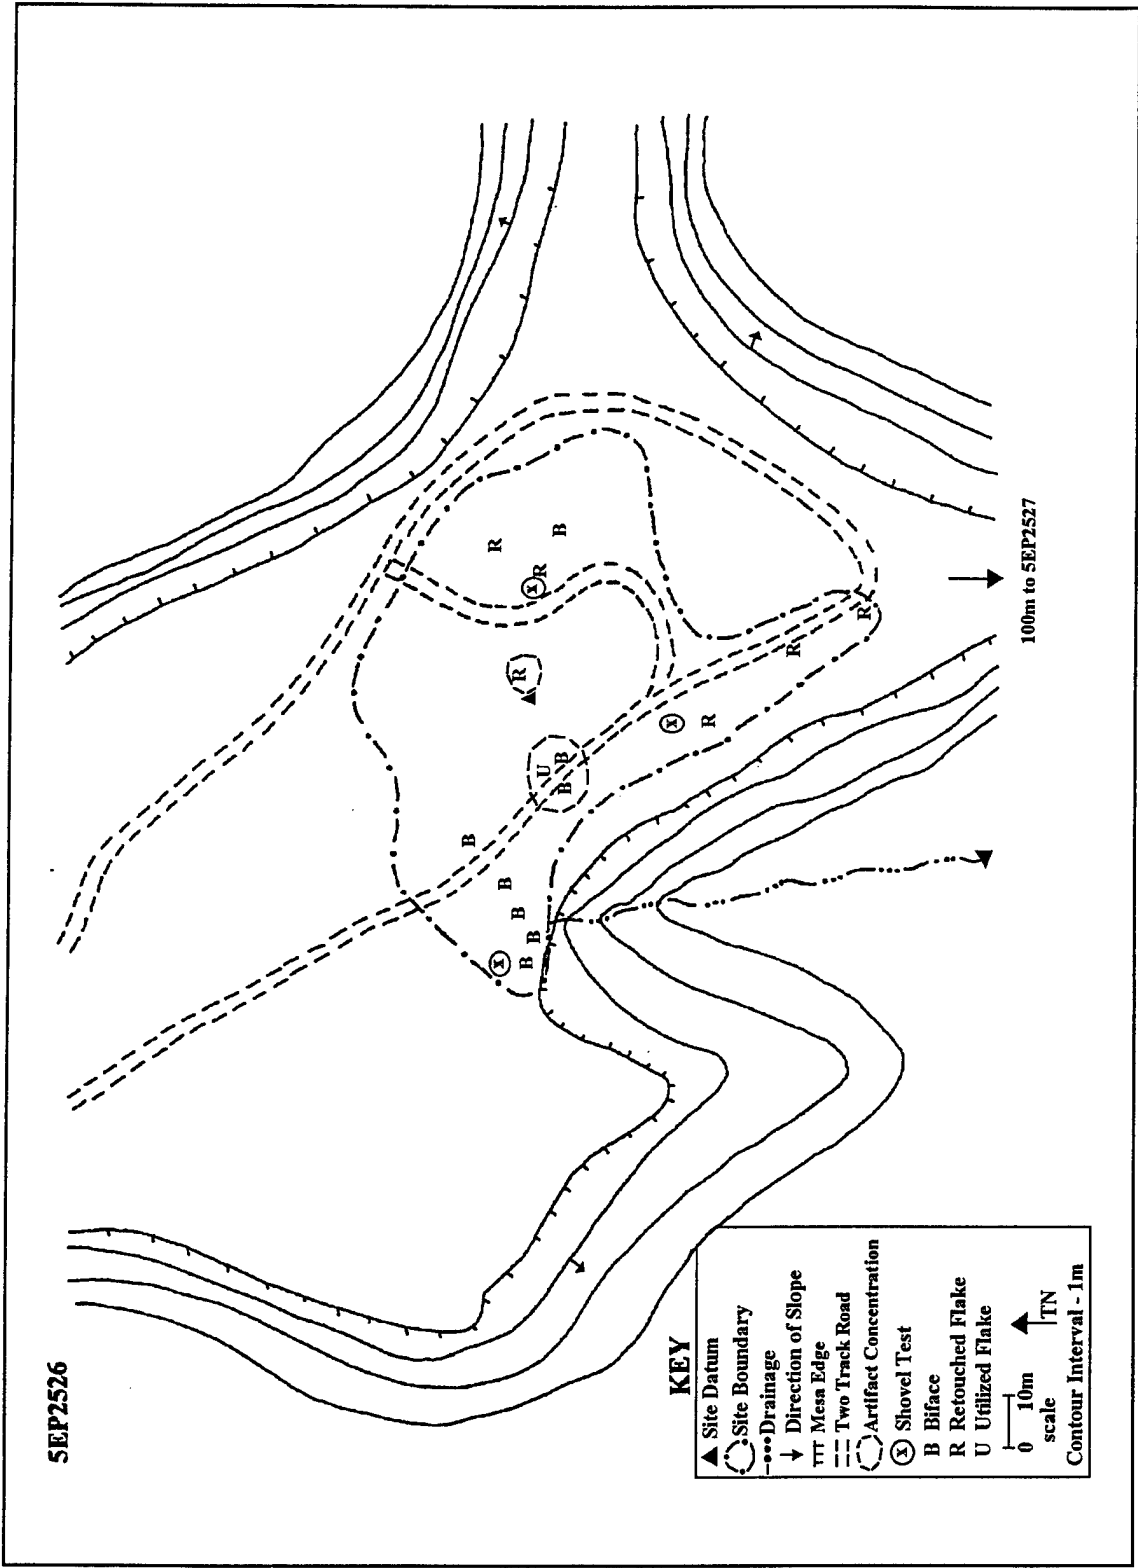 5EP2526
R
B
R
X
R
R
R
X
R
U
B
B
B
B
B
B
B
X
100m to 5EP2527
KEY
Site Datum
Site Boundary
Drainage
Direction of Slope
Mesa Edge
Two Track Road
Artifact Concentration
X Shovel Test
B Biface
R Retouched Flake
U Utilized Flake
0 10m
scale
TN
Contour Interval - 1m